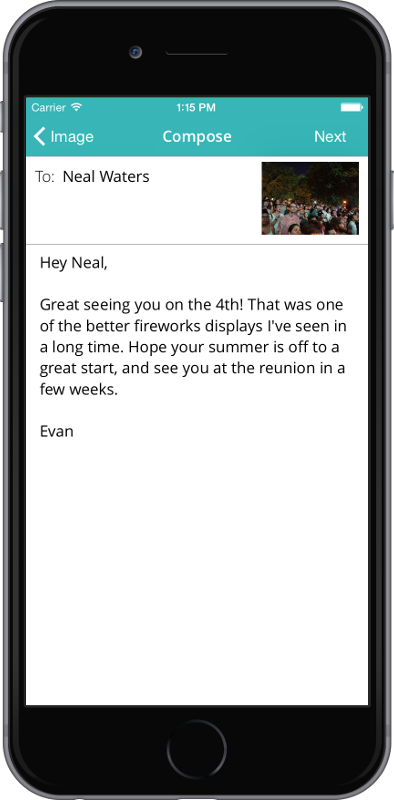 Carrier 1:15 PM
Image Compose Next
To: Neal Waters
Hey Neal,
Great seeing you on the 4th! That was one
of the better fireworks displays I've seen in
a long time. Hope your summer is off to a
great start, and see you at the reunion in a
few weeks.
Evan